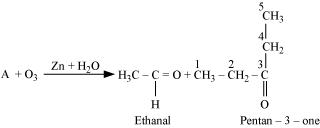 5
CH₃
4
CH₂
Zn + H₂O
1 2 3
A + O₃ ⟶ H₃C – C = O + CH₃ – CH₂ – C
H O
Ethanal Pentan – 3 – one